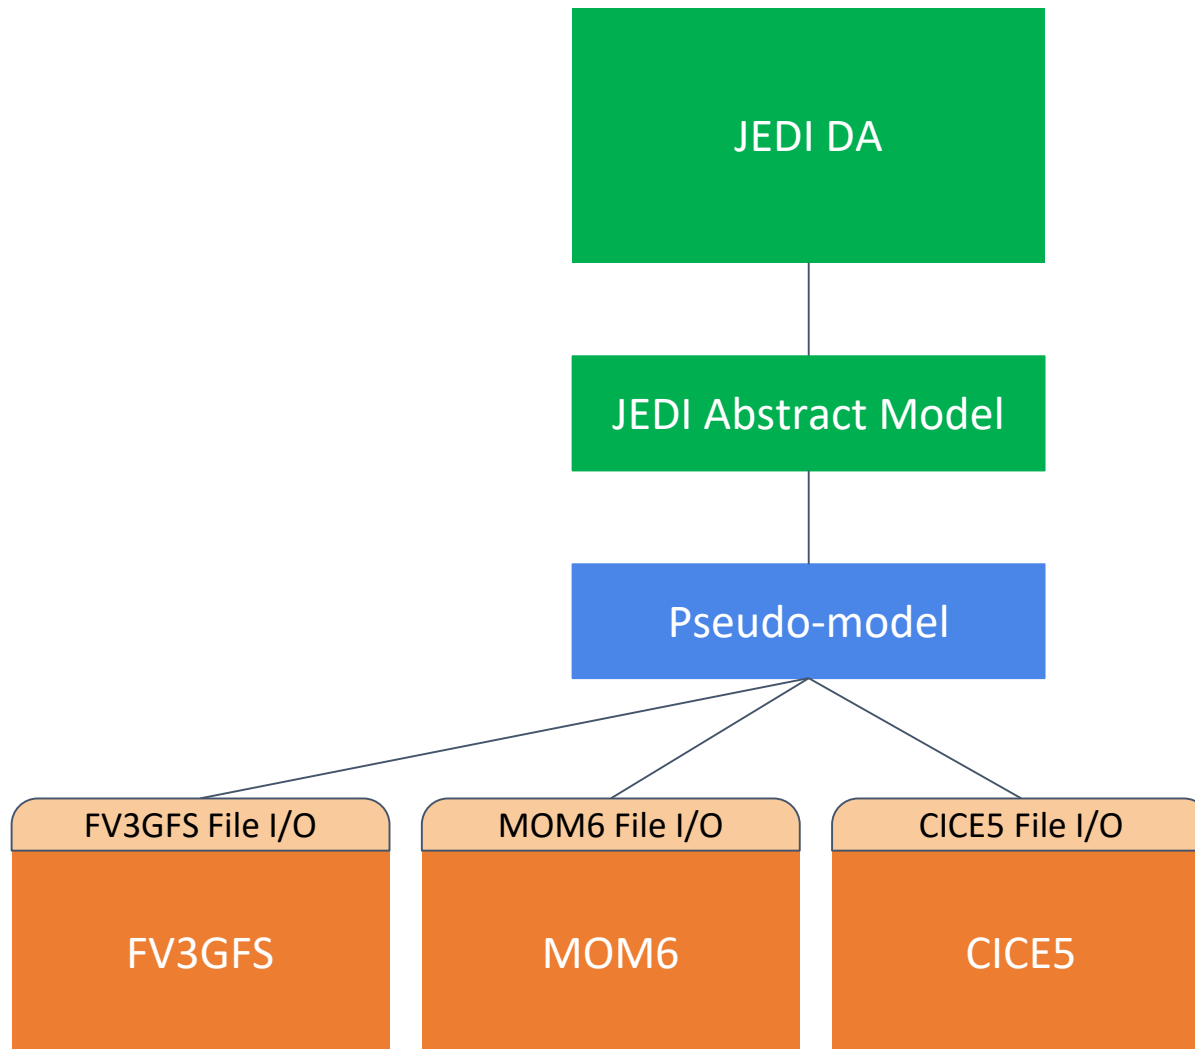 JEDI DA
JEDI Abstract Model
Pseudo-model
FV3GFS File I/O
MOM6 File I/O
CICE5 File I/O
FV3GFS
MOM6
CICE5